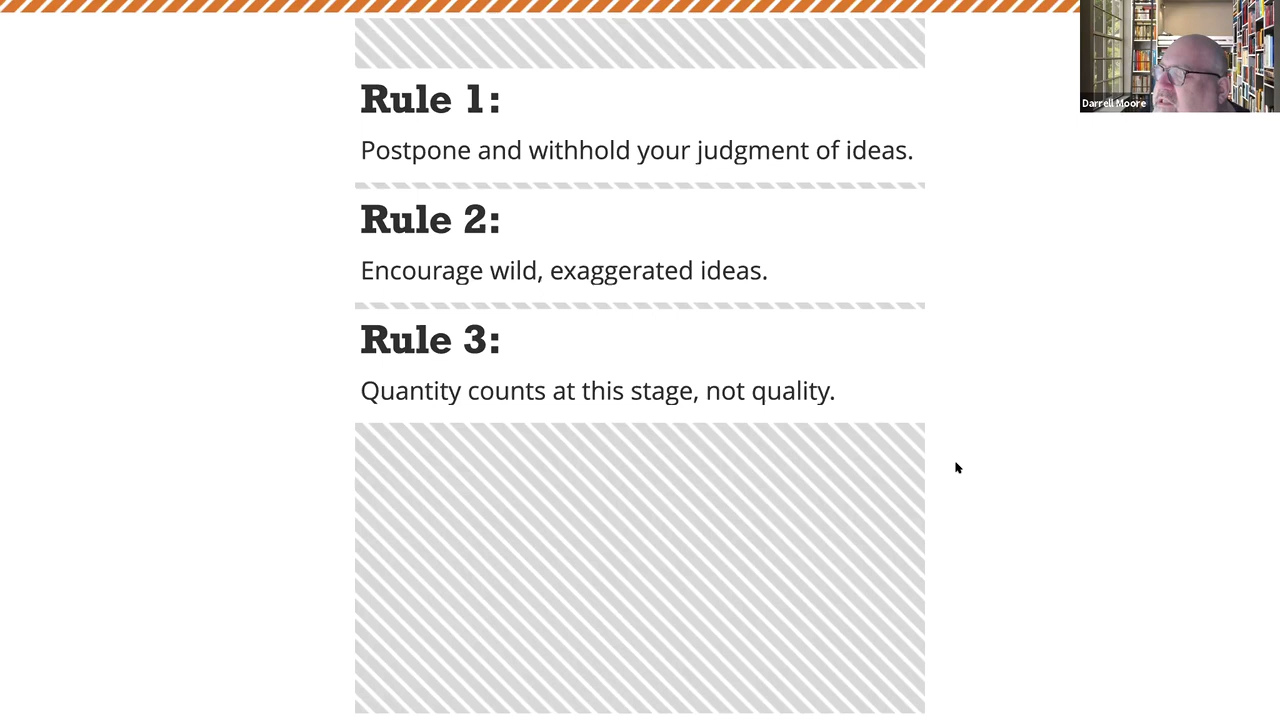 Rule 1:
Postpone and withhold your judgment of ideas.
Rule 2:
Encourage wild, exaggerated ideas.
Rule 3:
Quantity counts at this stage, not quality.
Darrell Moore